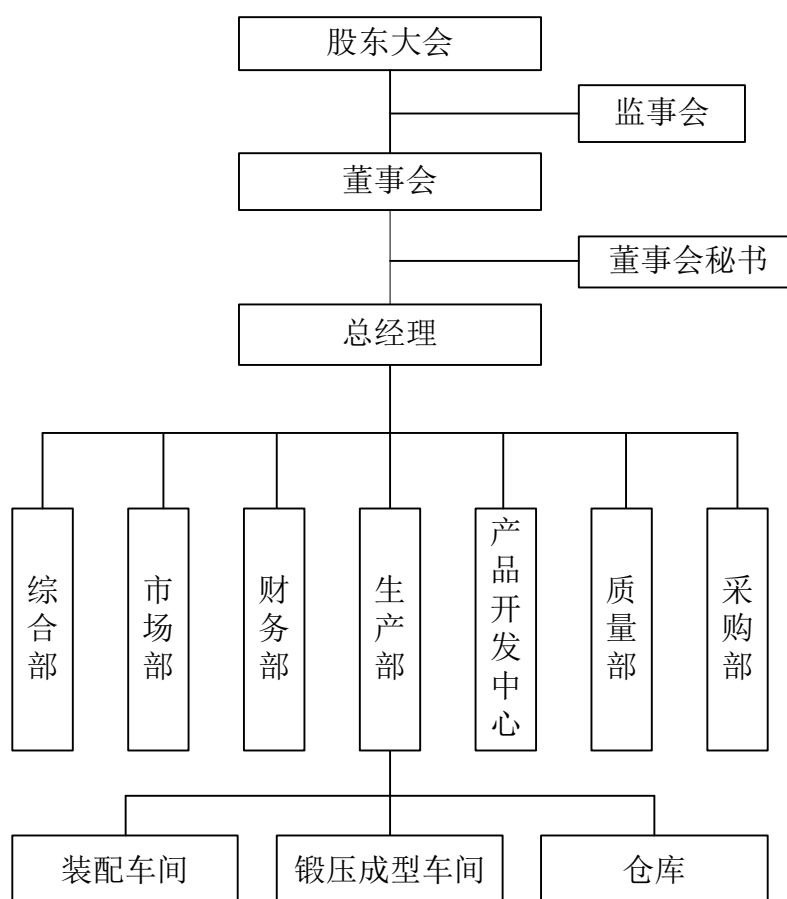 股东大会
监事会
董事会
董事会秘书
总经理
综合部
市场部
财务部
生产部
产品开发中心
质量部
采购部
装配车间
锻压成型车间
仓库